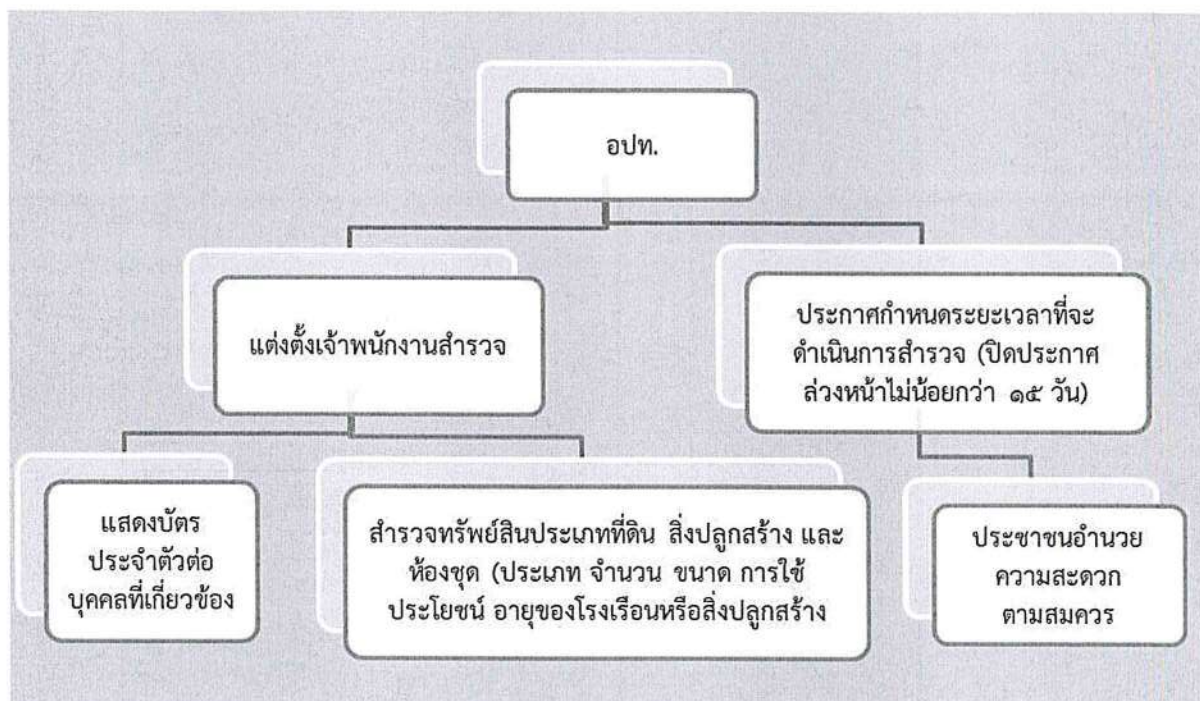 อปท.
แต่งตั้งเจ้าพนักงานสำรวจ
ประกาศกำหนดระยะเวลาที่จะ
ดำเนินการสำรวจ (ปิดประกาศ
ล่วงหน้าไม่น้อยกว่า ๑๕ วัน)
แสดงบัตร
ประจำตัวต่อ
บุคคลที่เกี่ยวข้อง
สำรวจทรัพย์สินประเภทที่ดิน สิ่งปลูกสร้าง และ
ห้องชุด (ประเภท จำนวน ขนาด การใช้
ประโยชน์ อายุของโรงเรือนหรือสิ่งปลูกสร้าง
ประชาชนอำนวย
ความสะดวก
ตามสมควร